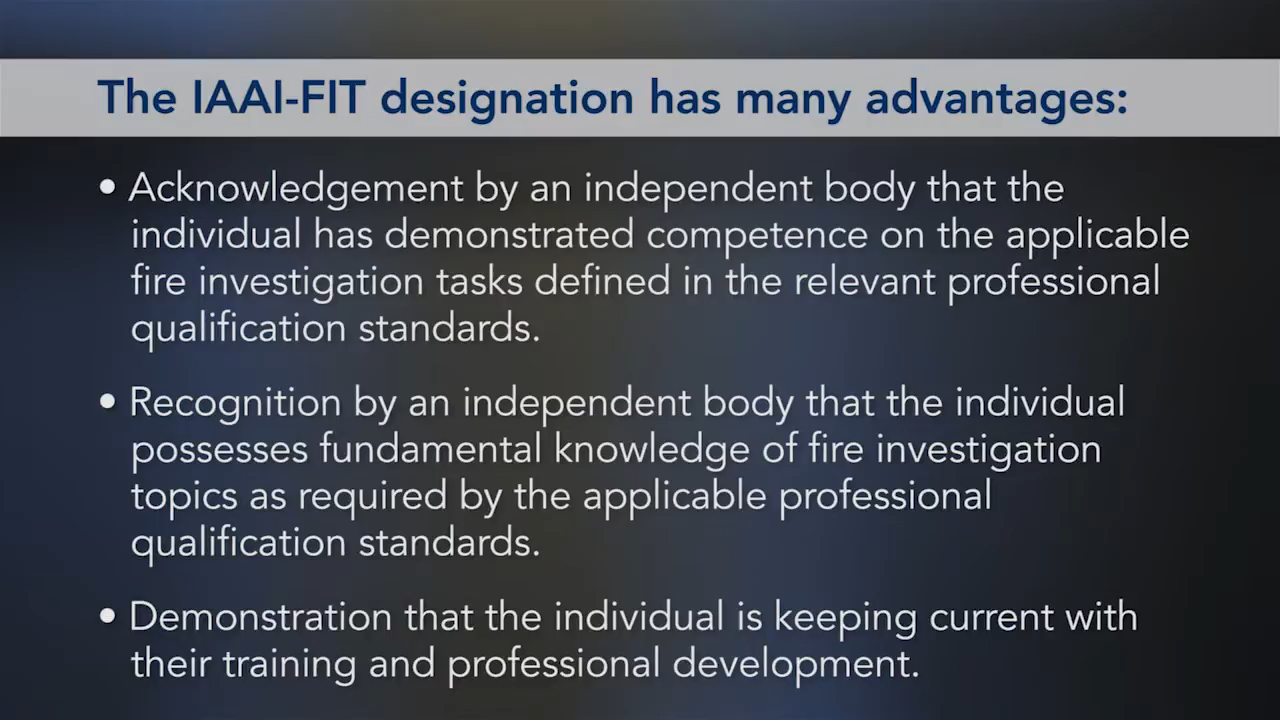 The IAAI-FIT designation has many advantages:
• Acknowledgement by an independent body that the
individual has demonstrated competence on the applicable
fire investigation tasks defined in the relevant professional
qualification standards.
• Recognition by an independent body that the individual
possesses fundamental knowledge of fire investigation
topics as required by the applicable professional
qualification standards.
• Demonstration that the individual is keeping current with
their training and professional development.